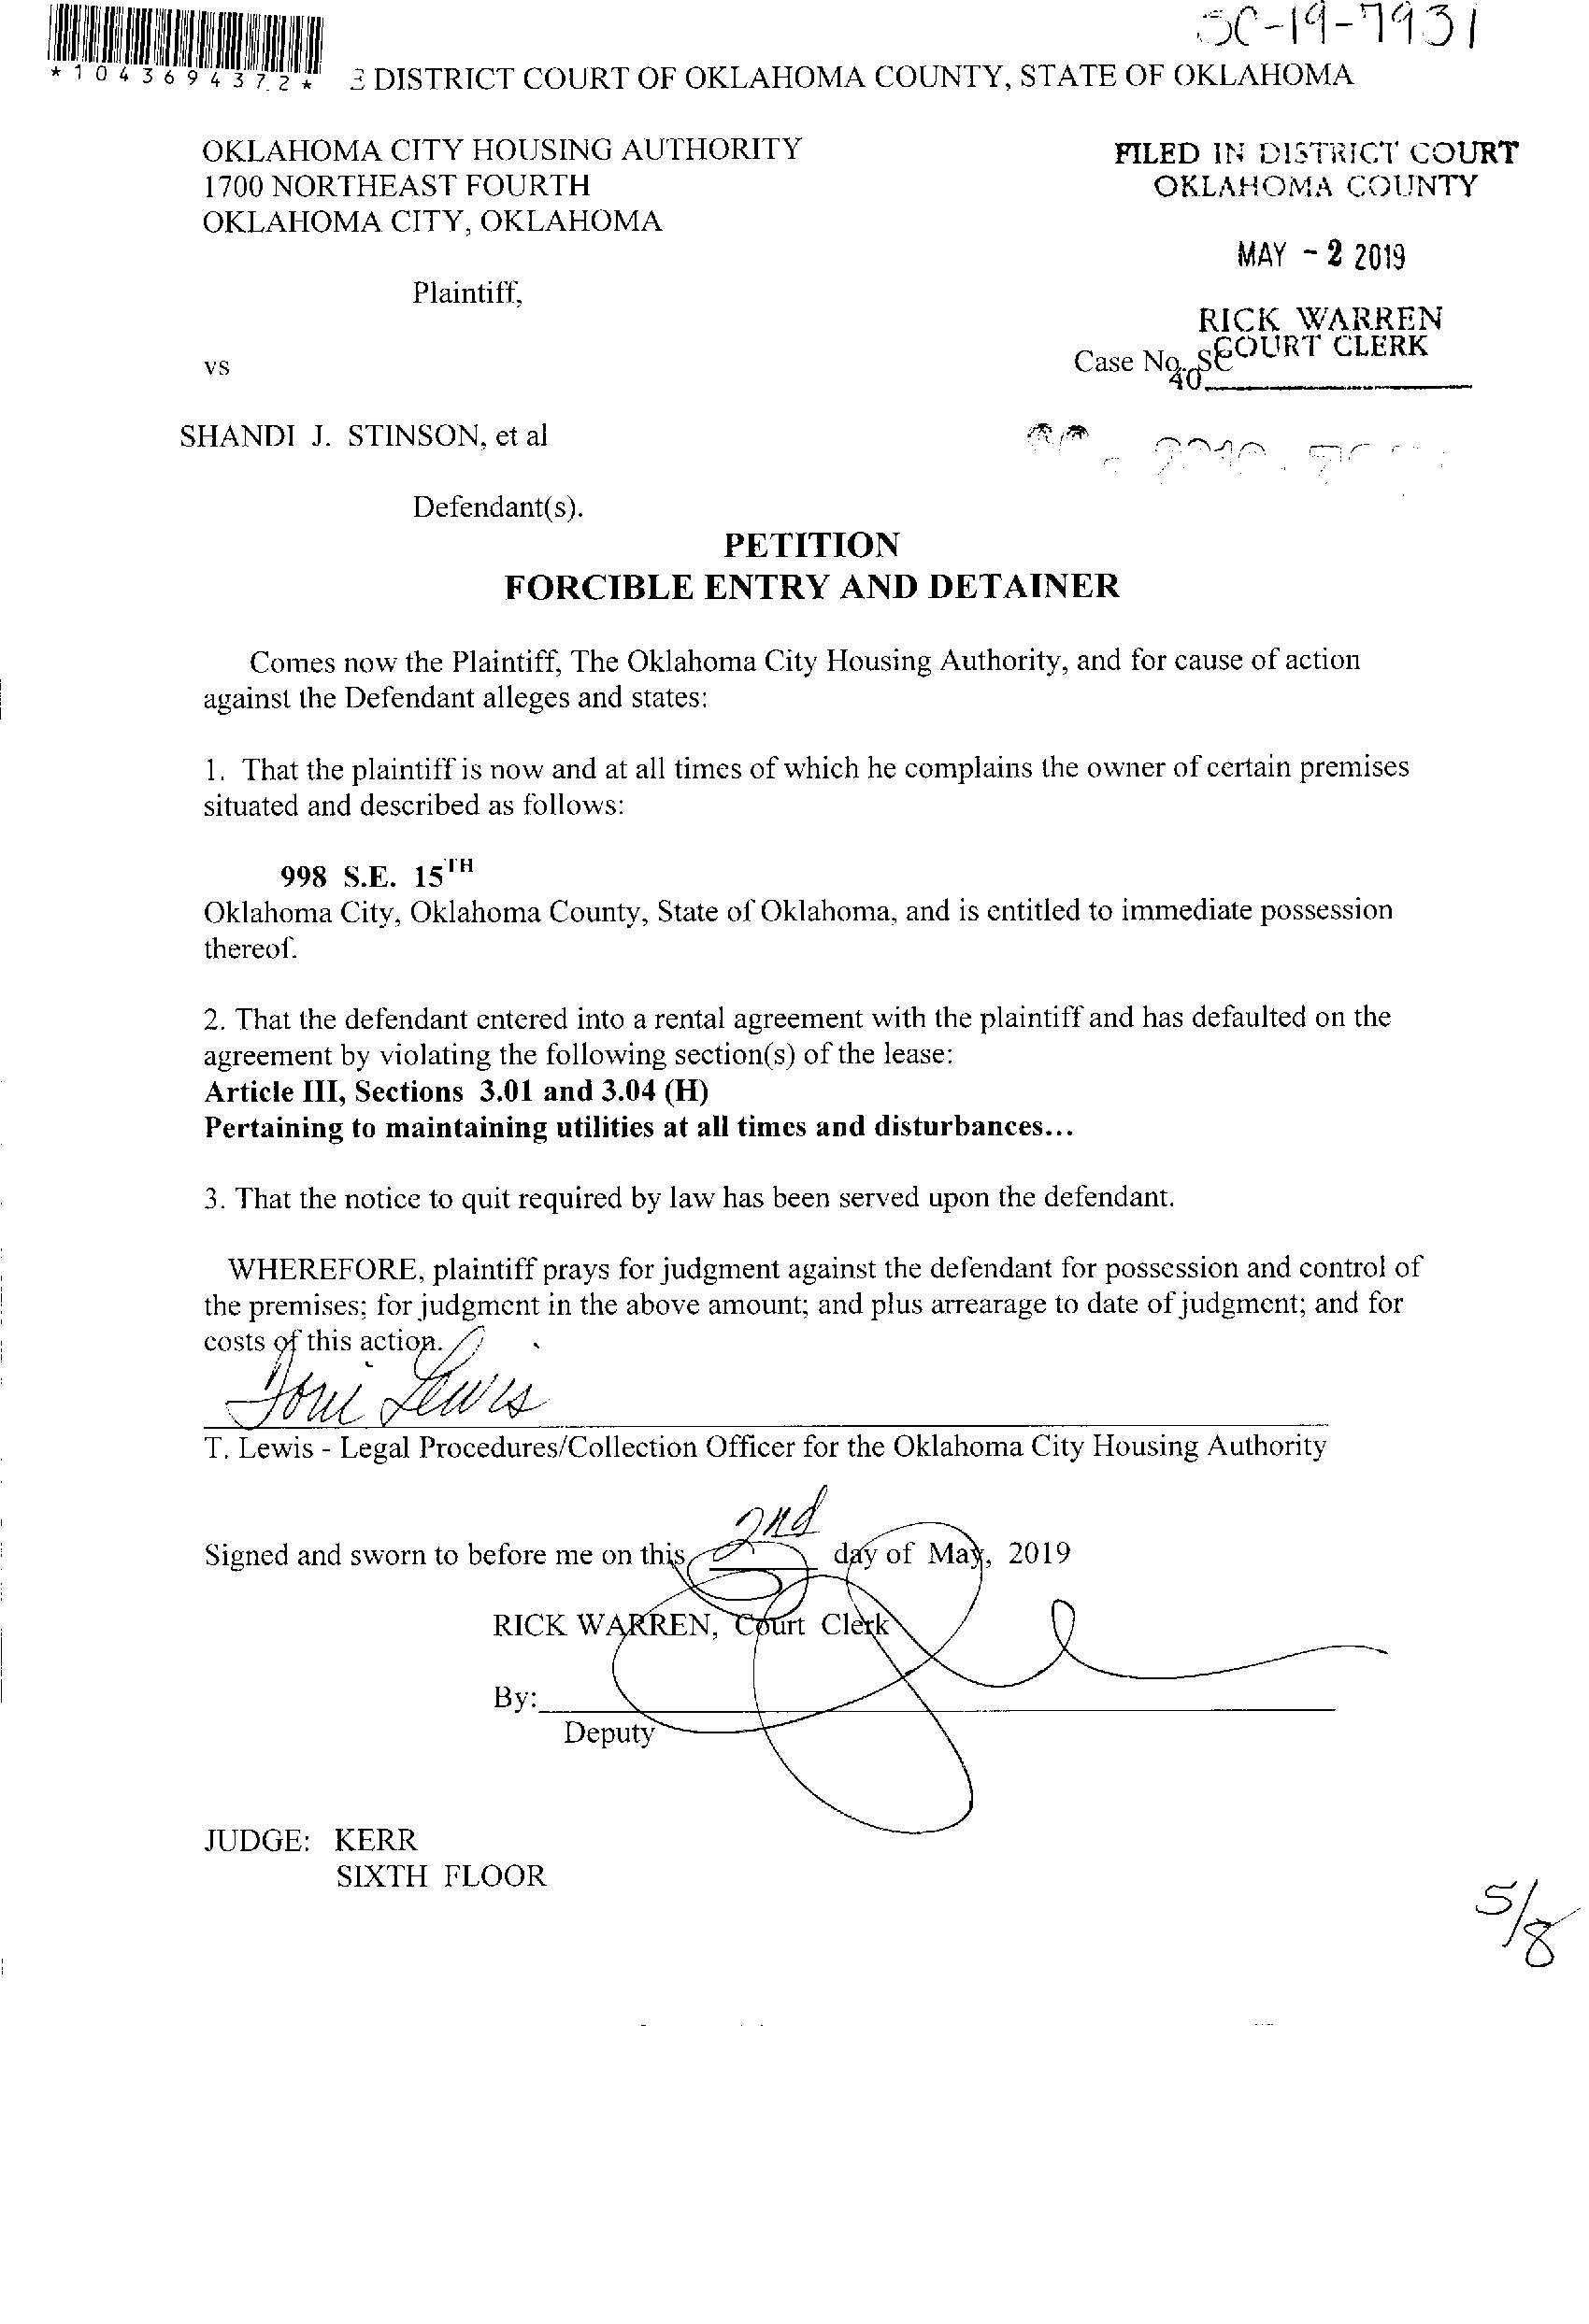 SC-19-7931
*1043694372*
E DISTRICT COURT OF OKLAHOMA COUNTY, STATE OF OKLAHOMA
OKLAHOMA CITY HOUSING AUTHORITY
1700 NORTHEAST FOURTH
OKLAHOMA CITY, OKLAHOMA
FILED IN DISTRICT COURT
OKLAHOMA COUNTY
MAY - 2 2019
Plaintiff,
RICK WARREN
COURT CLERK
vs
Case No. SC
40
SHANDI J. STINSON, et al
Defendant(s).
PETITION
FORCIBLE ENTRY AND DETAINER
Comes now the Plaintiff, The Oklahoma City Housing Authority, and for cause of action
against the Defendant alleges and states:
1. That the plaintiff is now and at all times of which he complains the owner of certain premises
situated and described as follows:
998 S.E. 15TH
Oklahoma City, Oklahoma County, State of Oklahoma, and is entitled to immediate possession
thereof.
2. That the defendant entered into a rental agreement with the plaintiff and has defaulted on the
agreement by violating the following section(s) of the lease:
Article III, Sections 3.01 and 3.04 (H)
Pertaining to maintaining utilities at all times and disturbances...
3. That the notice to quit required by law has been served upon the defendant.
WHEREFORE, plaintiff prays for judgment against the defendant for possession and control of
the premises; for judgment in the above amount; and plus arrearage to date of judgment; and for
costs of this action.
Toni Lewis
T. Lewis - Legal Procedures/Collection Officer for the Oklahoma City Housing Authority
Signed and sworn to before me on this 2nd day of May, 2019
RICK WARREN, Court Clerk
By:
Deputy
JUDGE: KERR
SIXTH FLOOR
5/8